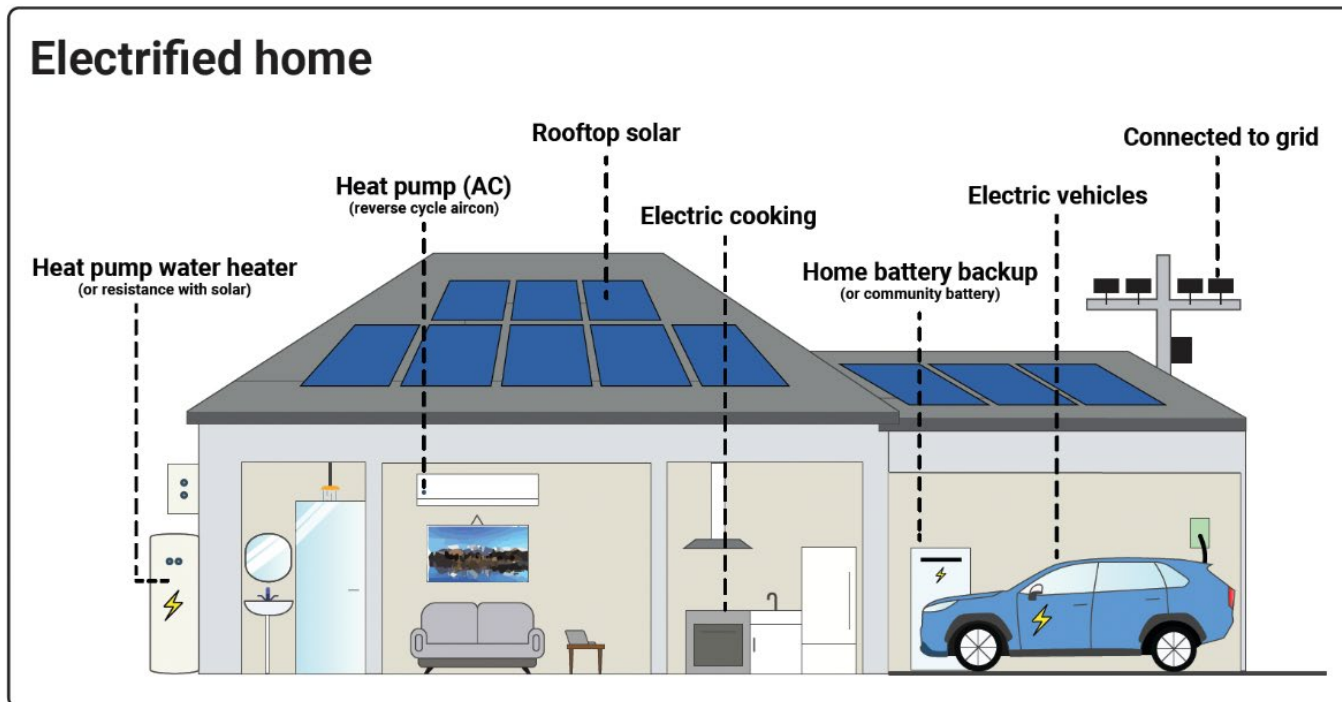 Electrified home
Rooftop solar
Connected to grid
Heat pump (AC)
(reverse cycle aircon)
Electric cooking
Electric vehicles
Heat pump water heater
(or resistance with solar)
Home battery backup
(or community battery)